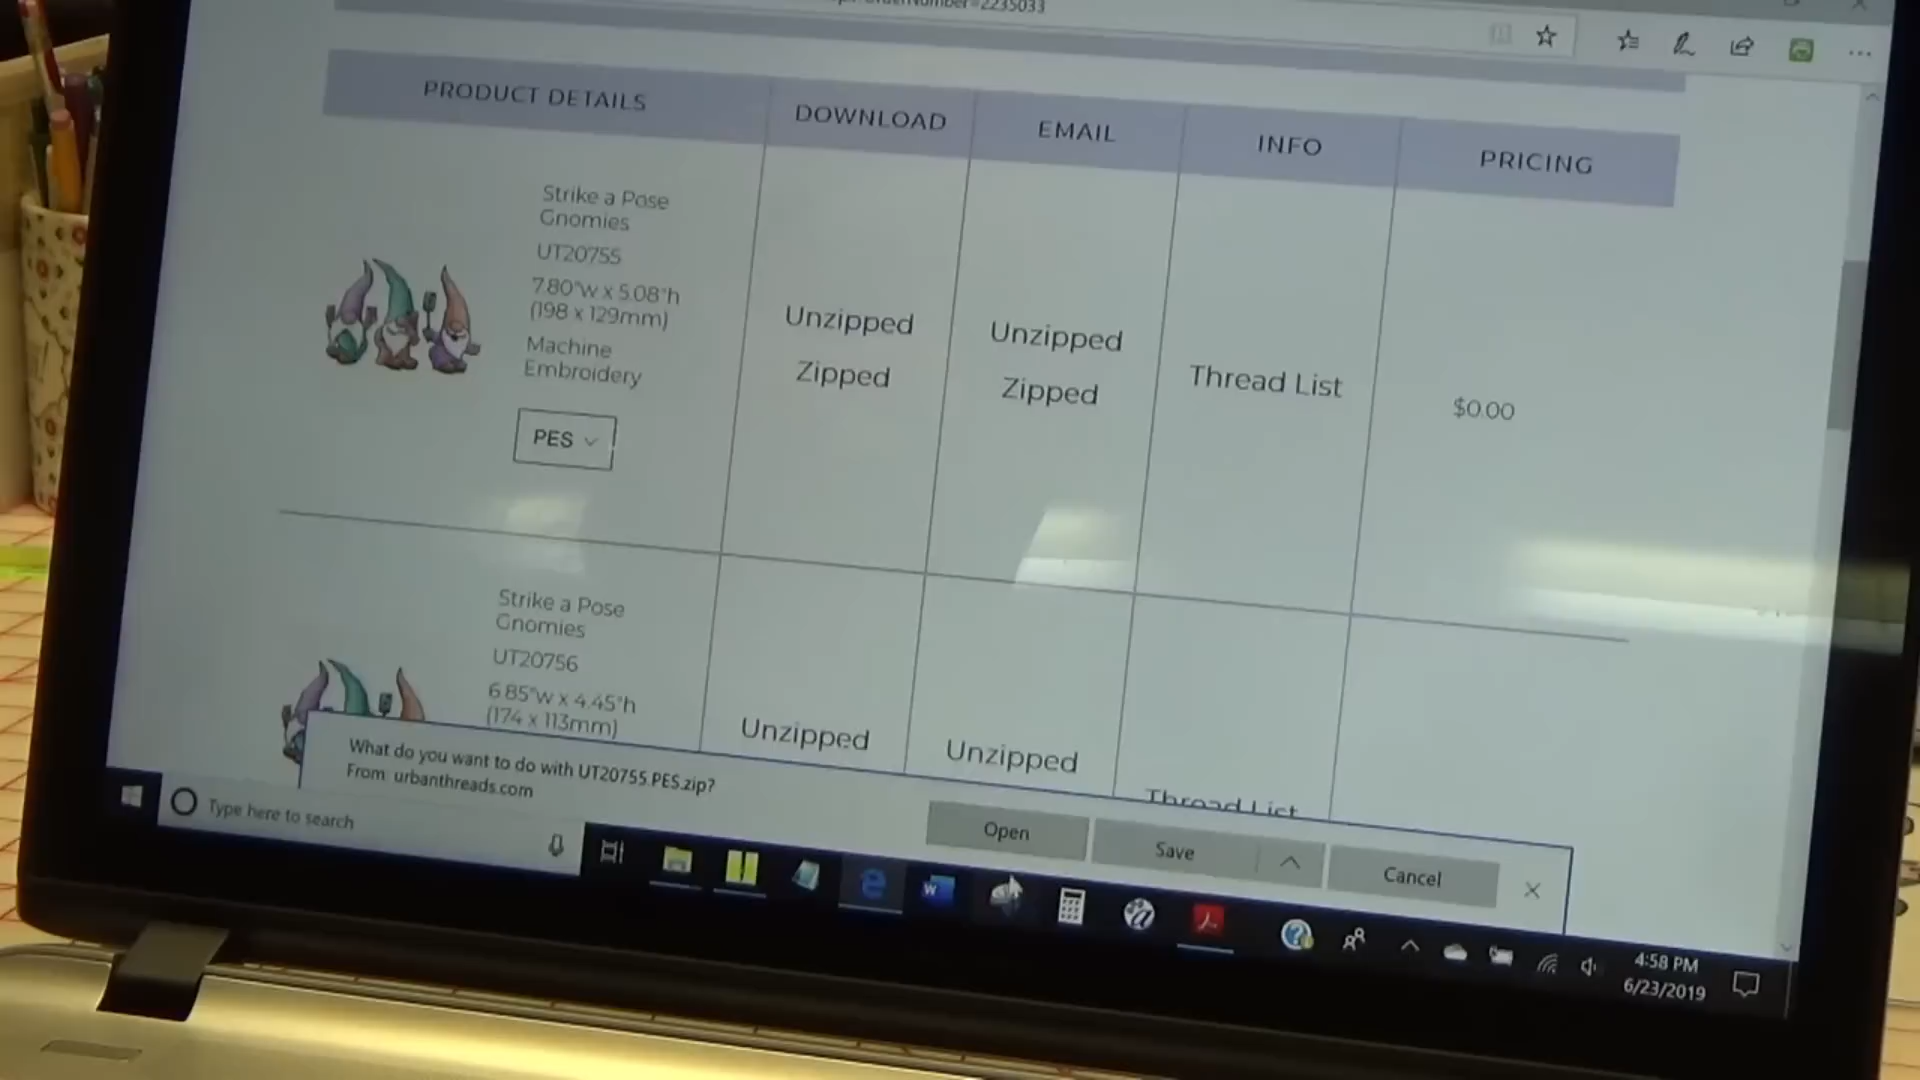 PRODUCT DETAILS
DOWNLOAD
EMAIL
INFO
PRICING
Strike a Pose
Gnomies
UT20755
7.80"w x 5.08"h
(198 x 129mm)
Machine
Embroidery
PES
Unzipped
Zipped
Unzipped
Zipped
Thread List
$0.00
Strike a Pose
Gnomies
UT20756
6.85"w x 4.45"h
(174 x 113mm)
Unzipped
Unzipped
Thread List
What do you want to do with UT20755.PES.zip?
From: urbanthreads.com
Open
Save
Cancel
Type here to search
4:58 PM
6/23/2019